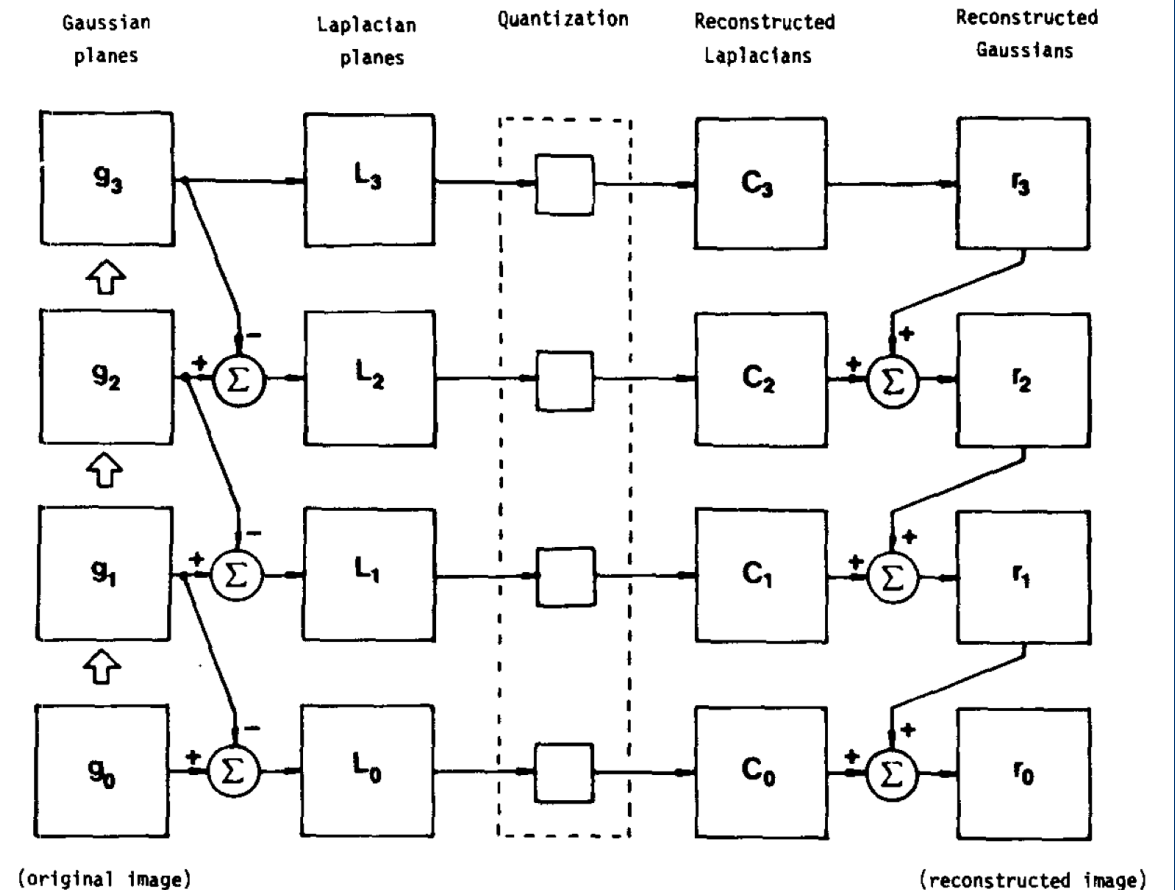 Gaussian
planes
Laplacian
planes
Quantization
Reconstructed
Laplacians
Reconstructed
Gaussians
g3
L3
C3
r3
−
+
g2
+
Σ
L2
C2
+
Σ
r2
−
+
g1
+
Σ
L1
C1
+
Σ
r1
−
+
g0
+
Σ
L0
C0
+
Σ
r0
(original image)
(reconstructed image)